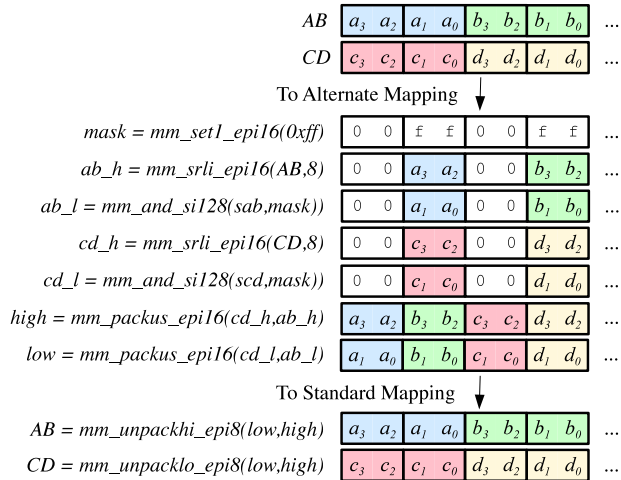 AB a3 a2 a1 a0 b3 b2 b1 b0 ...
CD c3 c2 c1 c0 d3 d2 d1 d0 ...
To Alternate Mapping
mask = mm_set1_epi16(0xff) 0 0 f f 0 0 f f ...
ab_h = mm_srli_epi16(AB,8) 0 0 a3 a2 0 0 b3 b2 ...
ab_l = mm_and_si128(sab,mask)) 0 0 a1 a0 0 0 b1 b0 ...
cd_h = mm_srli_epi16(CD,8) 0 0 c3 c2 0 0 d3 d2 ...
cd_l = mm_and_si128(scd,mask)) 0 0 c1 c0 0 0 d1 d0 ...
high = mm_packus_epi16(cd_h,ab_h) a3 a2 b3 b2 c3 c2 d3 d2 ...
low = mm_packus_epi16(cd_l,ab_l) a1 a0 b1 b0 c1 c0 d1 d0 ...
To Standard Mapping
AB = mm_unpackhi_epi8(low,high) a3 a2 a1 a0 b3 b2 b1 b0 ...
CD = mm_unpacklo_epi8(low,high) c3 c2 c1 c0 d3 d2 d1 d0 ...